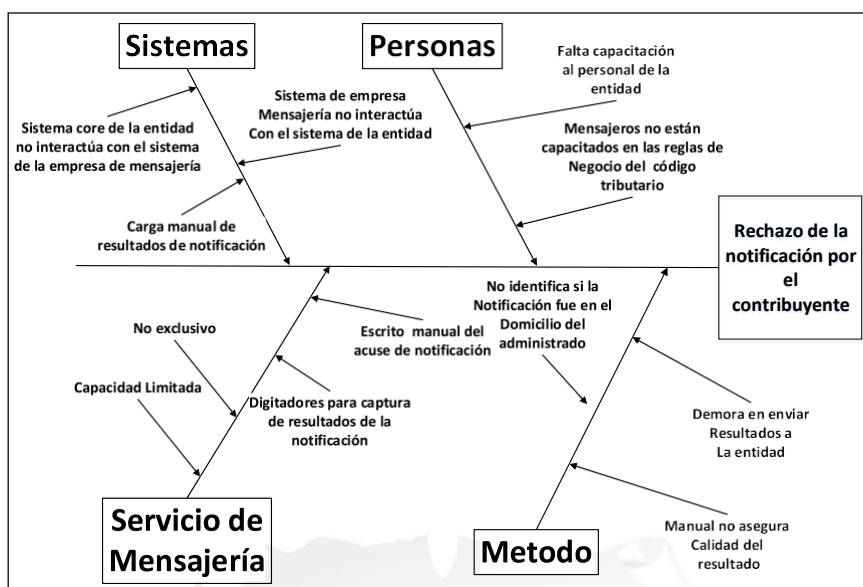 Sistemas
Personas
Falta capacitación
al personal de la
entidad
Sistema de empresa
Mensajería no interactúa
Con el sistema de la entidad
Sistema core de la entidad
no interactúa con el sistema
de la empresa de mensajería
Mensajeros no están
capacitados en las reglas de
Negocio del código
tributario
Carga manual de
resultados de notificación
Rechazo de la
notificación por
el
contribuyente
No identifica si la
Notificación fue en el
Domicilio del
administrado
No exclusivo
Escrito manual del
acuse de notificación
Capacidad Limitada
Digitadores para captura
de resultados de la
notificación
Demora en enviar
Resultados a
La entidad
Servicio de
Mensajería
Metodo
Manual no asegura
Calidad del
resultado